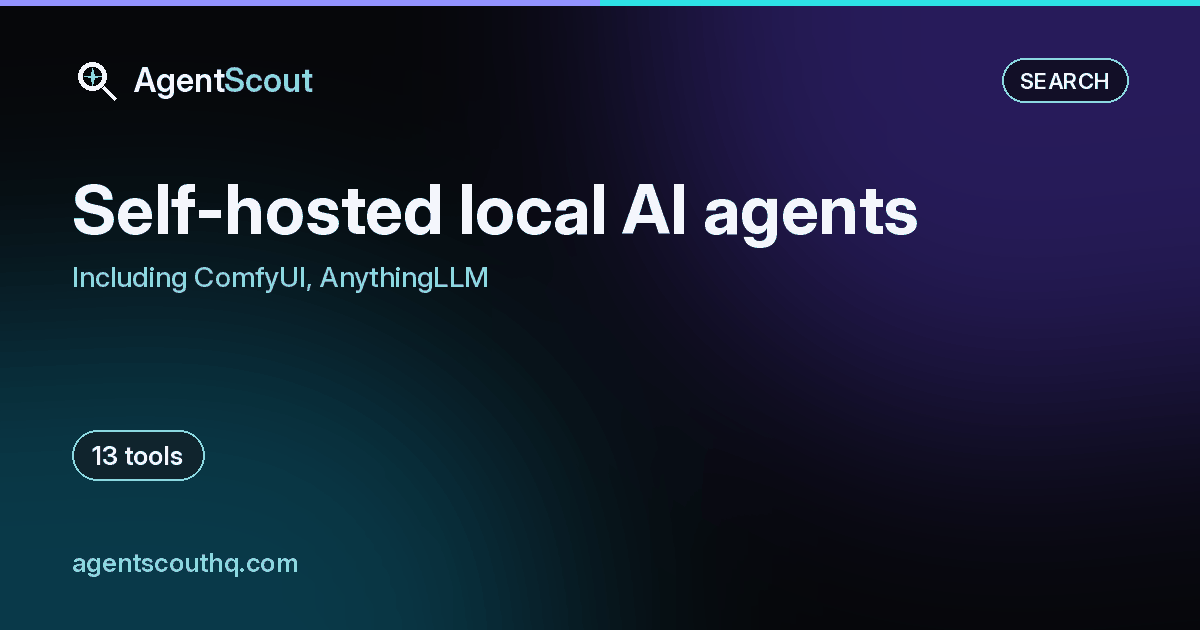 AgentScout
SEARCH
Self-hosted local AI agents
Including ComfyUI, AnythingLLM
13 tools
agentscouthq.com